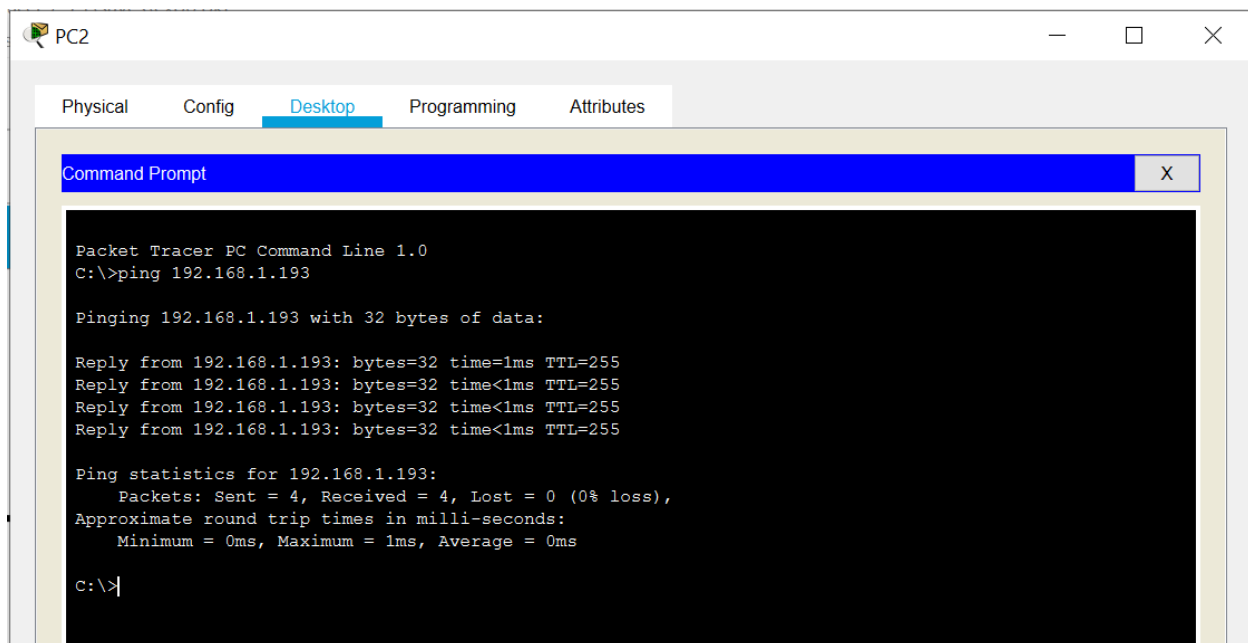 PC2
Physical Config Desktop Programming Attributes
Command Prompt
X
Packet Tracer PC Command Line 1.0
C:\>ping 192.168.1.193
Pinging 192.168.1.193 with 32 bytes of data:
Reply from 192.168.1.193: bytes=32 time=1ms TTL=255
Reply from 192.168.1.193: bytes=32 time<1ms TTL=255
Reply from 192.168.1.193: bytes=32 time<1ms TTL=255
Reply from 192.168.1.193: bytes=32 time<1ms TTL=255
Ping statistics for 192.168.1.193:
Packets: Sent = 4, Received = 4, Lost = 0 (0% loss),
Approximate round trip times in milli-seconds:
Minimum = 0ms, Maximum = 1ms, Average = 0ms
C:\>